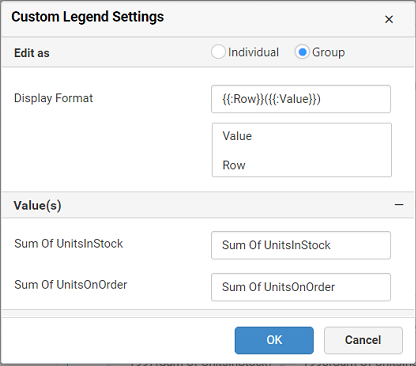 Custom Legend Settings ×
Edit as Individual Group
Display Format {{:Row}}({{:Value}})
Value
Row
Value(s) –
Sum Of UnitsInStock Sum Of UnitsInStock
Sum Of UnitsOnOrder Sum Of UnitsOnOrder
OK Cancel